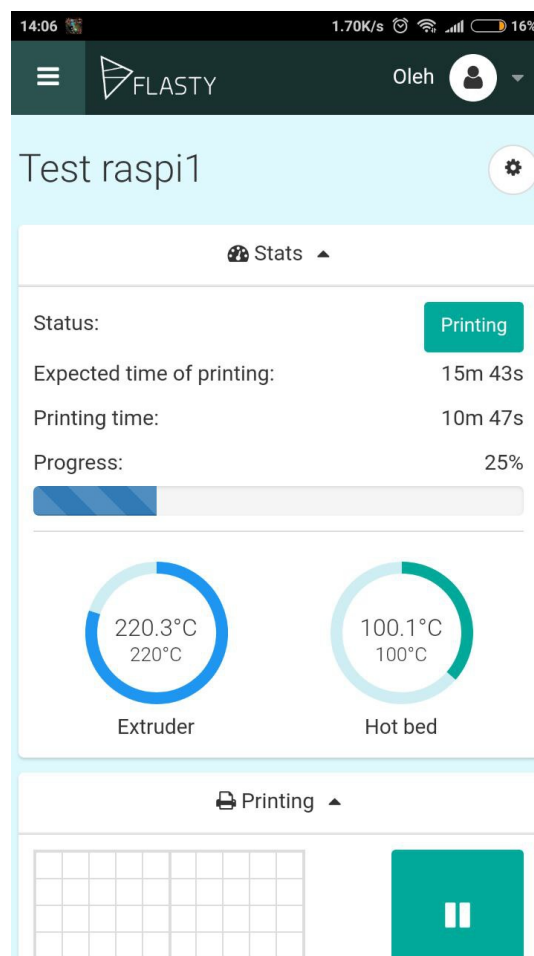 14:06 1.70K/s 16%
FLASTY Oleh
Test raspi1
Stats
Status: Printing
Expected time of printing: 15m 43s
Printing time: 10m 47s
Progress: 25%
220.3°C 100.1°C
220°C 100°C
Extruder Hot bed
Printing